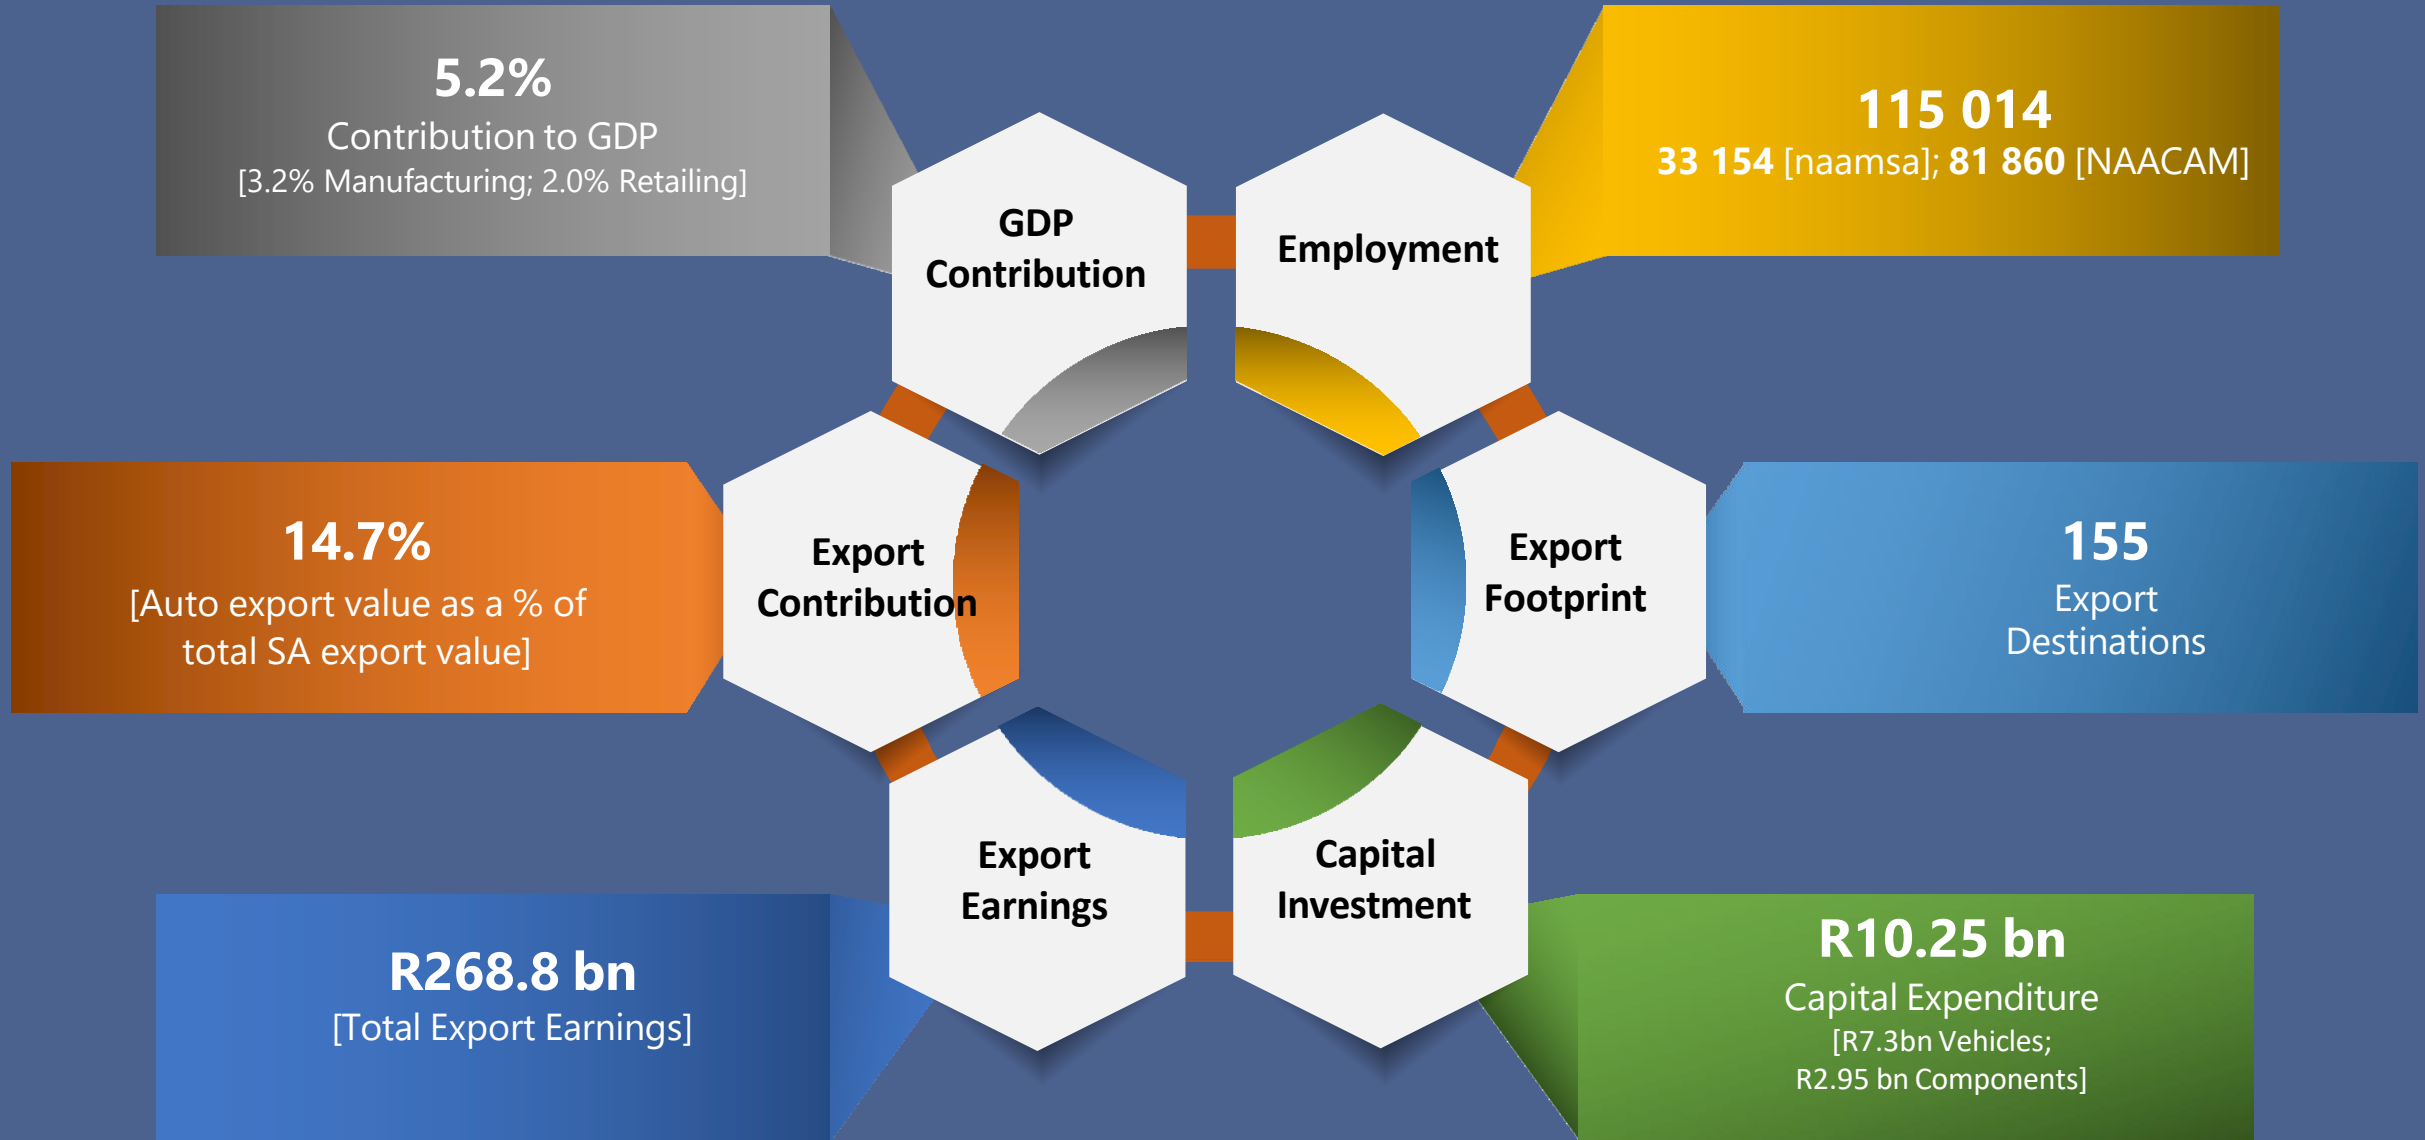 5.2%
Contribution to GDP
[3.2% Manufacturing; 2.0% Retailing]
GDP
Contribution
Employment
115 014
33 154 [naamsa]; 81 860 [NAACAM]
14.7%
[Auto export value as a % of
total SA export value]
Export
Contribution
Export
Footprint
155
Export
Destinations
R268.8 bn
[Total Export Earnings]
Export
Earnings
Capital
Investment
R10.25 bn
Capital Expenditure
[R7.3bn Vehicles;
R2.95 bn Components]